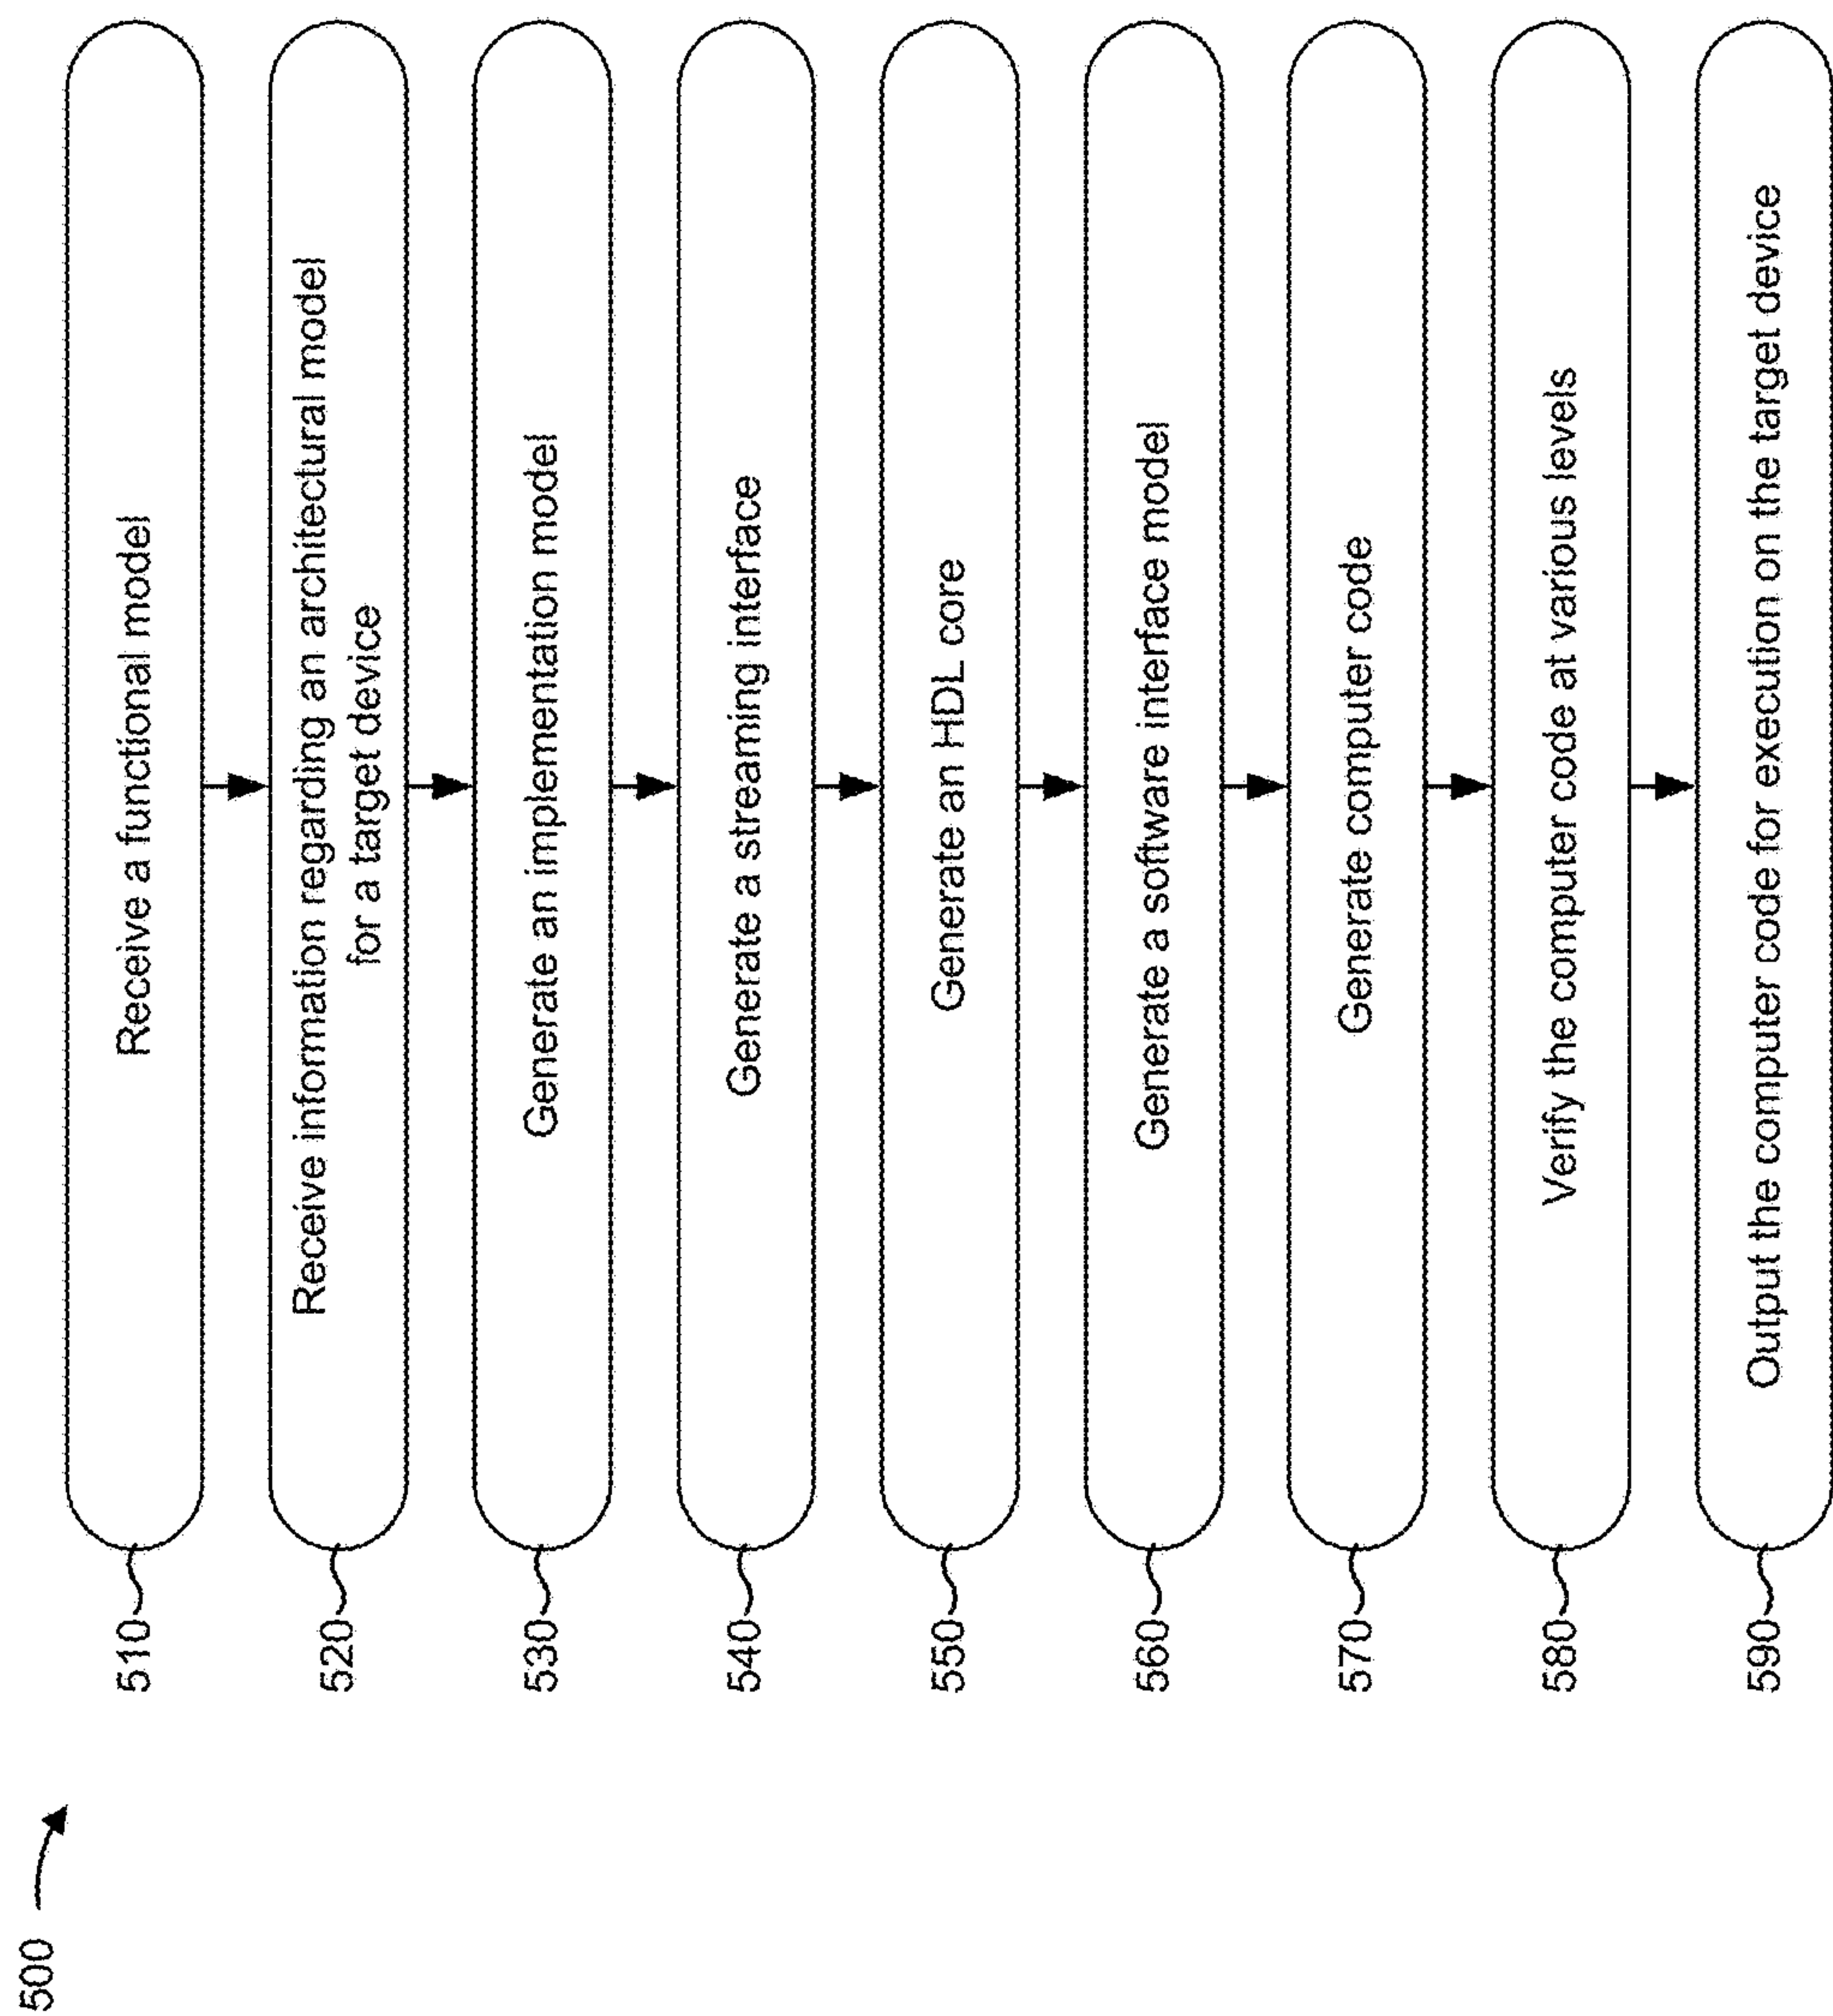 500
510
Receive a functional model
520
Receive information regarding an architectural model
for a target device
530
Generate an implementation model
540
Generate a streaming interface
550
Generate an HDL core
560
Generate a software interface model
570
Generate computer code
580
Verify the computer code at various levels
590
Output the computer code for execution on the target device